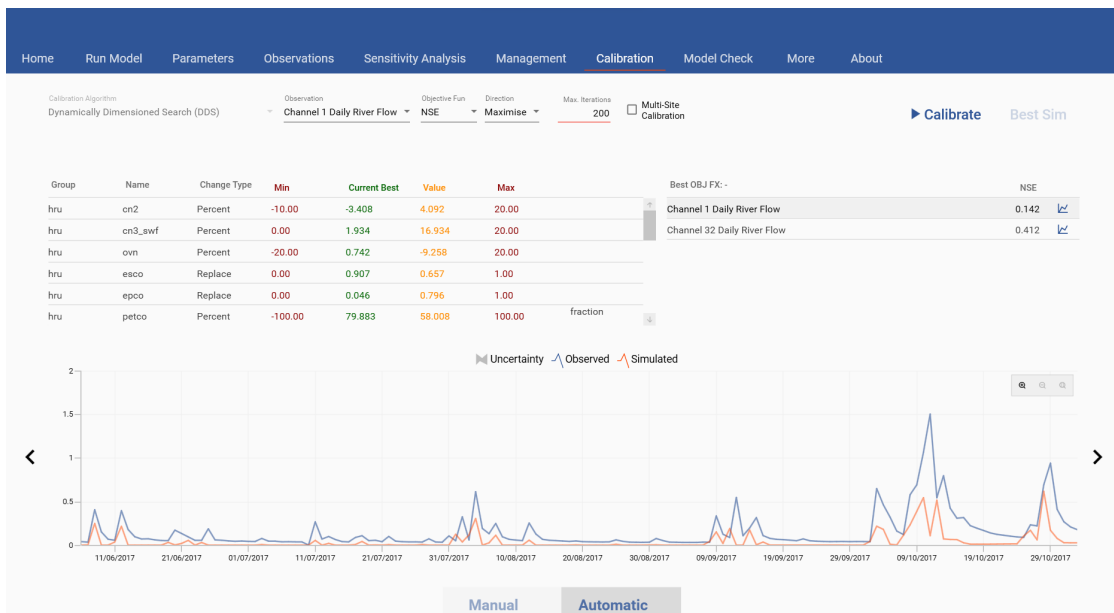 Home Run Model Parameters Observations Sensitivity Analysis Management Calibration Model Check More About
Calibration Algorithm Observation Objective Fun Direction Max. Iterations
Dynamically Dimensioned Search (DDS) Channel 1 Daily River Flow NSE Maximise 200 Multi-Site Calibration Calibrate Best Sim
Group Name Change Type Min Current Best Value Max
hru cn2 Percent -10.00 -3.408 4.092 20.00
hru cn3_swf Percent 0.00 1.934 16.934 20.00
hru ovn Percent -20.00 0.742 -9.258 20.00
hru esco Replace 0.00 0.907 0.657 1.00
hru epco Replace 0.00 0.046 0.796 1.00
hru petco Percent -100.00 79.883 58.008 100.00 fraction
Best OBJ FX: - NSE
Channel 1 Daily River Flow 0.142
Channel 32 Daily River Flow 0.412
Uncertainty Observed Simulated
2
1.5
1
0.5
0
11/06/2017 21/06/2017 01/07/2017 11/07/2017 21/07/2017 31/07/2017 10/08/2017 20/08/2017 30/08/2017 09/09/2017 19/09/2017 29/09/2017 09/10/2017 19/10/2017 29/10/2017
Manual Automatic